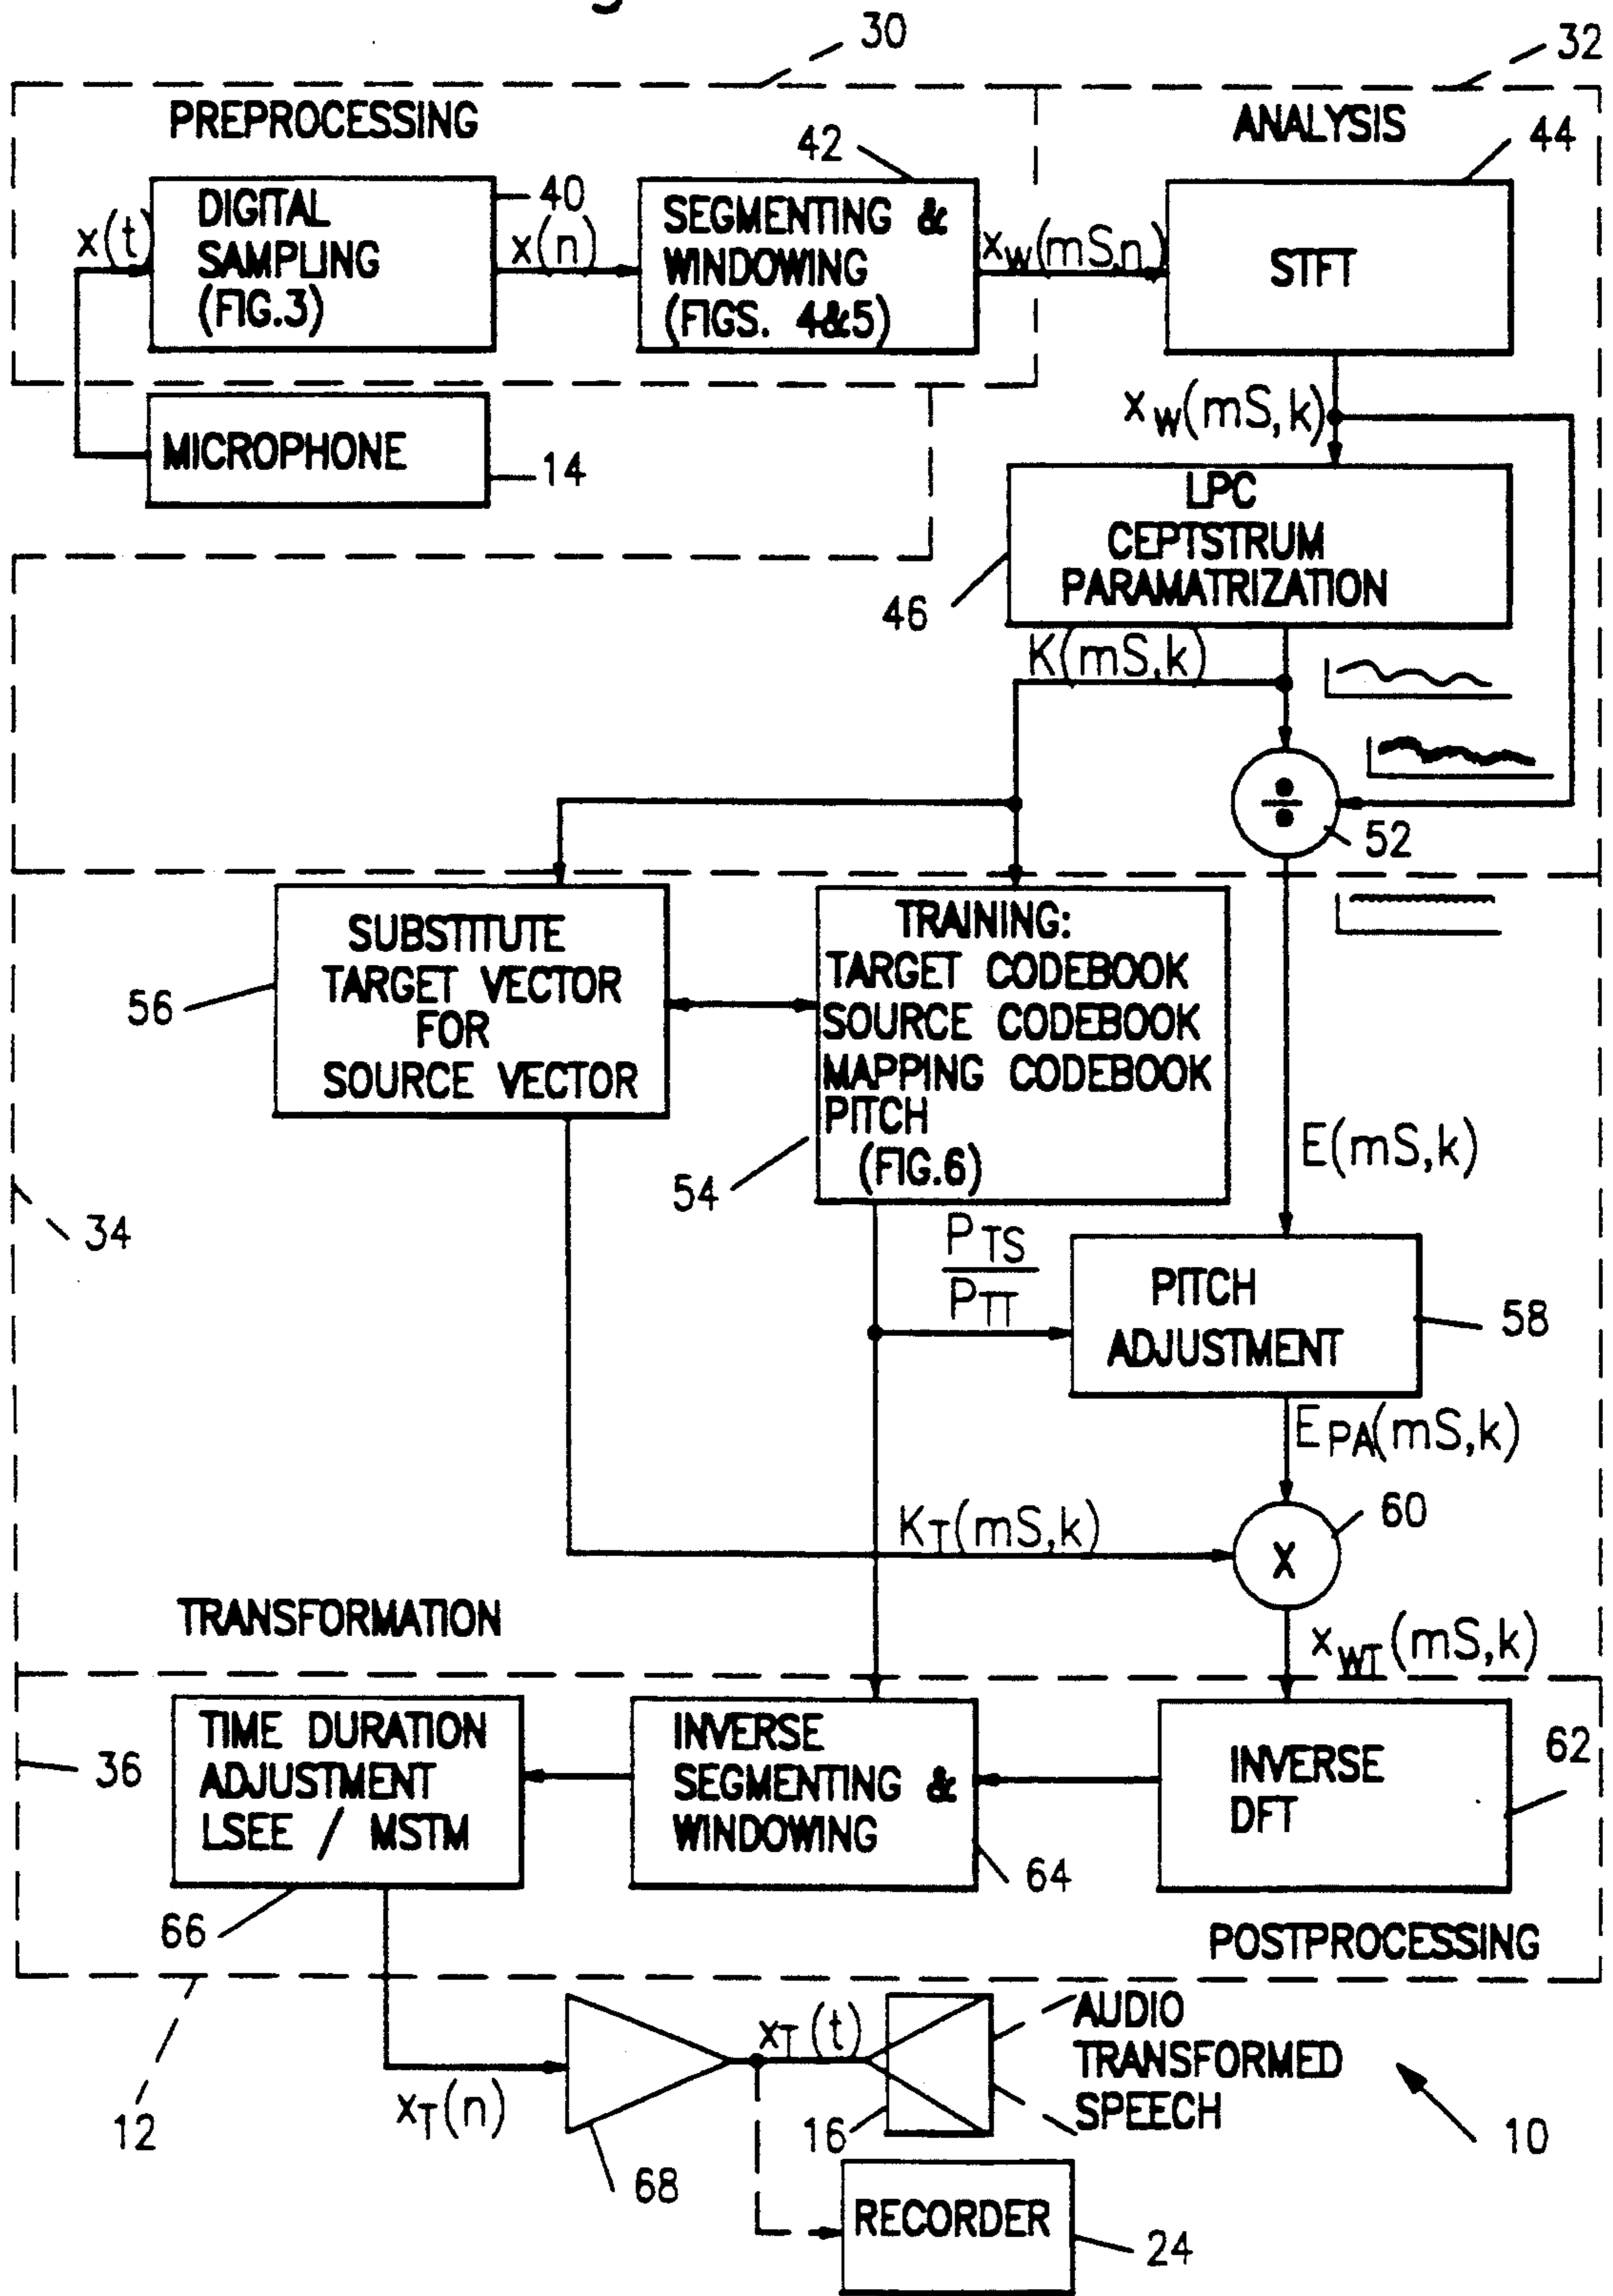 30
32
PREPROCESSING
ANALYSIS
42
44
40
DIGITAL
SAMPLING
(FIG.3)
x(t)
x(n)
SEGMENTING &
WINDOWING
(FIGS. 4&5)
xW(mS,n)
STFT
xW(mS,k)
MICROPHONE
14
LPC
CEPTSTRUM
PARAMATRIZATION
46
K(mS,k)
÷
52
SUBSTITUTE
TARGET VECTOR
FOR
SOURCE VECTOR
56
TRAINING:
TARGET CODEBOOK
SOURCE CODEBOOK
MAPPING CODEBOOK
PITCH
(FIG.6)
54
E(mS,k)
34
PTS
PTT
PITCH
ADJUSTMENT
58
EPA(mS,k)
KT(mS,k)
X
60
TRANSFORMATION
xWT(mS,k)
TIME DURATION
ADJUSTMENT
LSEE / MSTM
36
66
INVERSE
SEGMENTING &
WINDOWING
64
INVERSE
DFT
62
POSTPROCESSING
12
xT(n)
68
xT(t)
16
AUDIO
TRANSFORMED
SPEECH
10
RECORDER
24